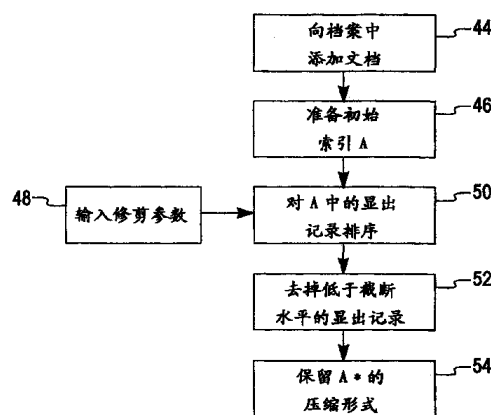 向档案中
添加文档
44
准备初始
索引 A
46
48
输入修剪参数
对 A 中的显出
记录排序
50
去掉低于截断
水平的显出记录
52
保留 A * 的
压缩形式
54